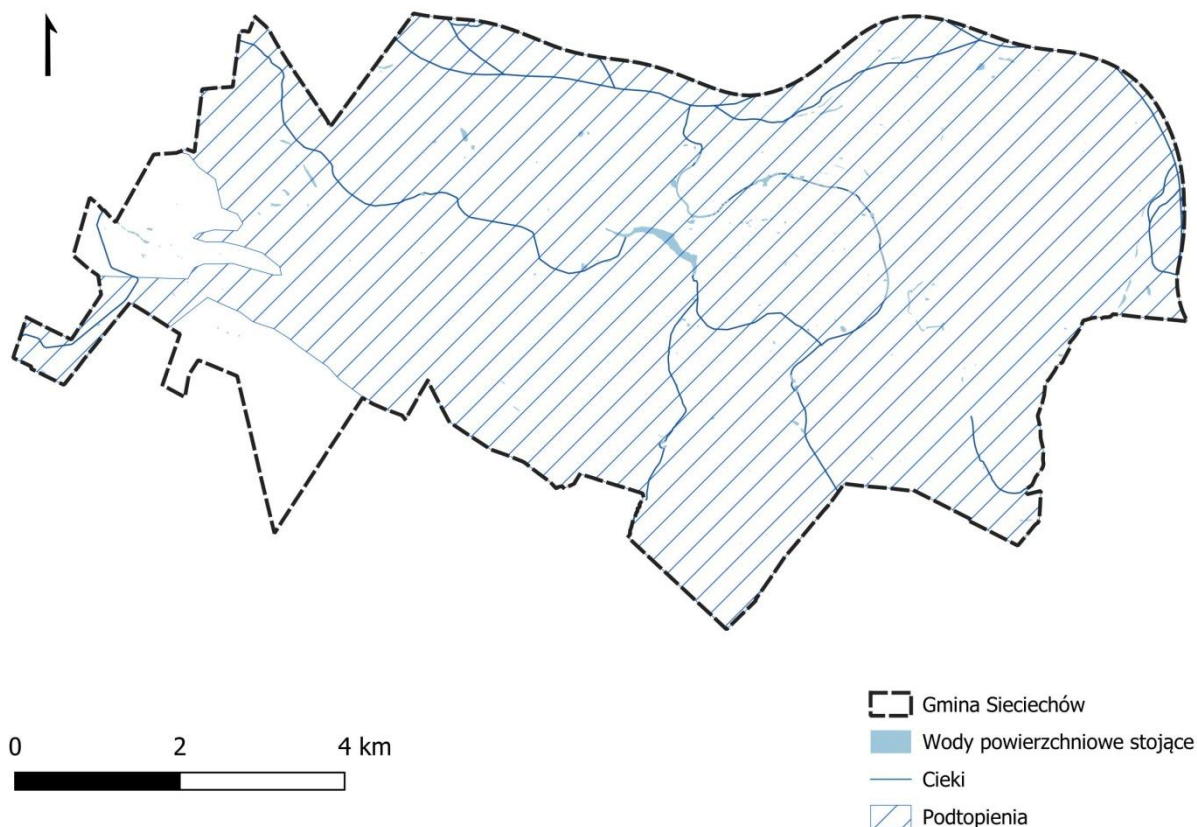 0 2 4 km
Gmina Sieciechów
Wody powierzchniowe stojące
Cieki
Podtopienia